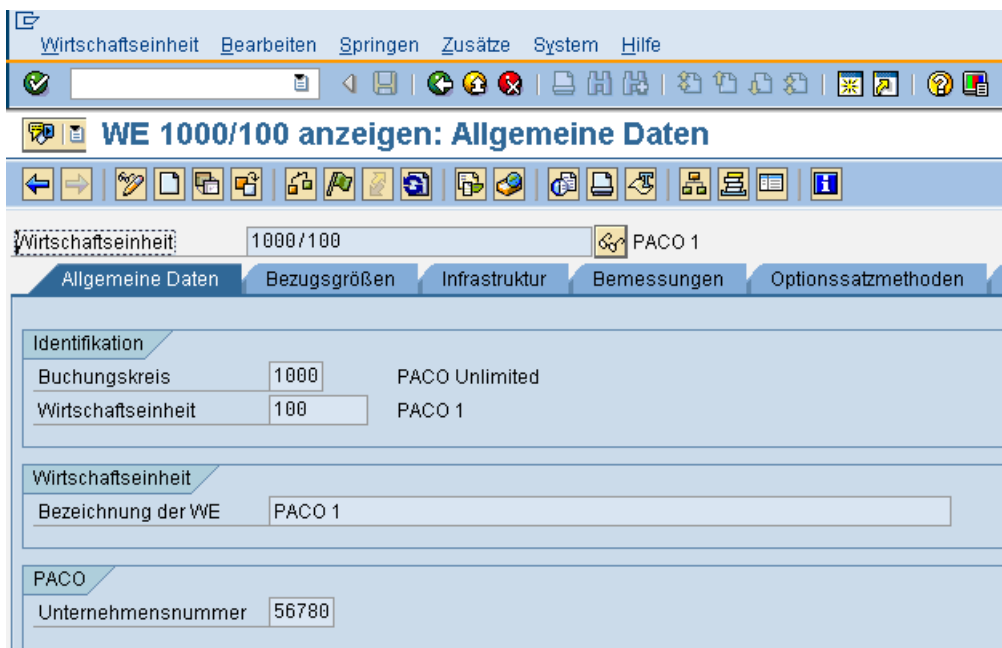 Wirtschaftseinheit Bearbeiten Springen Zusätze System Hilfe
WE 1000/100 anzeigen: Allgemeine Daten
Wirtschaftseinheit 1000/100 PACO 1
Allgemeine Daten Bezugsgrößen Infrastruktur Bemessungen Optionssatzmethoden
Identifikation
Buchungskreis 1000 PACO Unlimited
Wirtschaftseinheit 100 PACO 1
Wirtschaftseinheit
Bezeichnung der WE PACO 1
PACO
Unternehmensnummer 56780